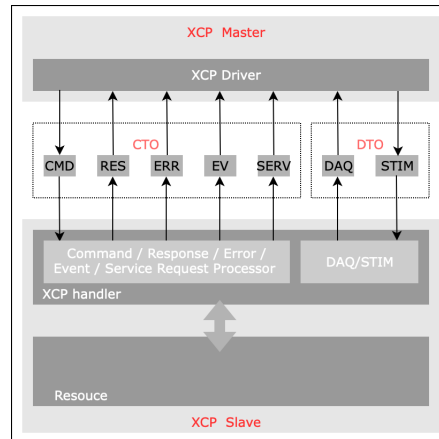 XCP Master
XCP Driver
CTO
DTO
CMD
RES
ERR
EV
SERV
DAQ
STIM
Command / Response / Error /
Event / Service Request Processor
DAQ/STIM
XCP handler
Resouce
XCP Slave